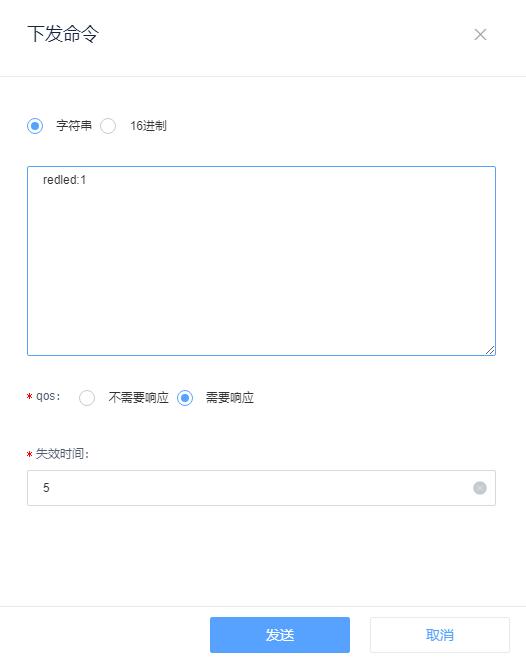 下发命令
字符串 16进制
redled:1
* qos: 不需要响应 需要响应
* 失效时间:
5
发送 取消